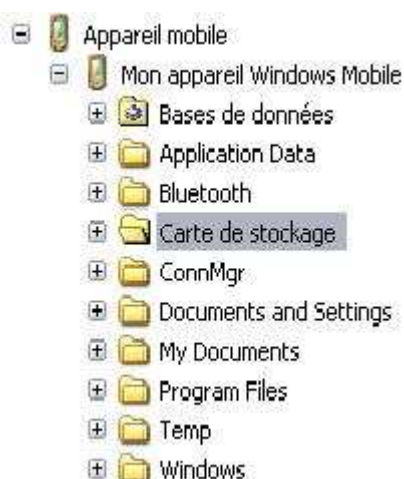 Appareil mobile
Mon appareil Windows Mobile
Bases de données
Application Data
Bluetooth
Carte de stockage
ConnMgr
Documents and Settings
My Documents
Program Files
Temp
Windows